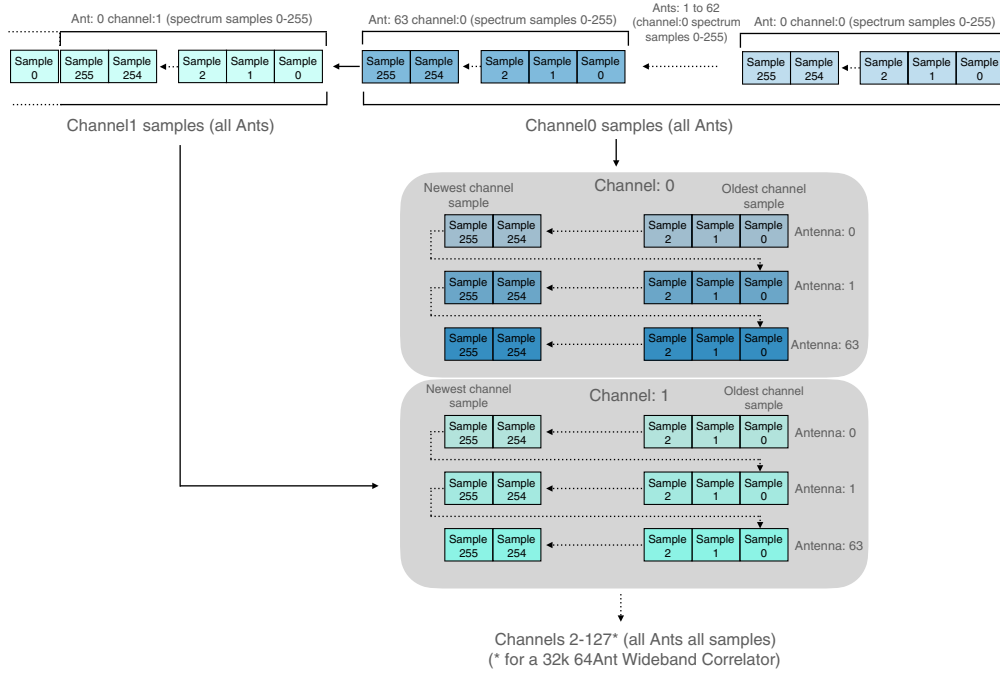 Ant: 0 channel:1 (spectrum samples 0-255)
Ant: 63 channel:0 (spectrum samples 0-255)
Ants: 1 to 62
(channel:0 spectrum
samples 0-255)
Ant: 0 channel:0 (spectrum samples 0-255)
Sample 0
Sample 255
Sample 254
Sample 2
Sample 1
Sample 0
Sample 255
Sample 254
Sample 2
Sample 1
Sample 0
Sample 255
Sample 254
Sample 2
Sample 1
Sample 0
Channel1 samples (all Ants)
Channel0 samples (all Ants)
Channel: 0
Newest channel
sample
Oldest channel
sample
Sample 255
Sample 254
Sample 2
Sample 1
Sample 0
Antenna: 0
Sample 255
Sample 254
Sample 2
Sample 1
Sample 0
Antenna: 1
Sample 255
Sample 254
Sample 2
Sample 1
Sample 0
Antenna: 63
Channel: 1
Newest channel
sample
Oldest channel
sample
Sample 255
Sample 254
Sample 2
Sample 1
Sample 0
Antenna: 0
Sample 255
Sample 254
Sample 2
Sample 1
Sample 0
Antenna: 1
Sample 255
Sample 254
Sample 2
Sample 1
Sample 0
Antenna: 63
Channels 2-127* (all Ants all samples)
(* for a 32k 64Ant Wideband Correlator)